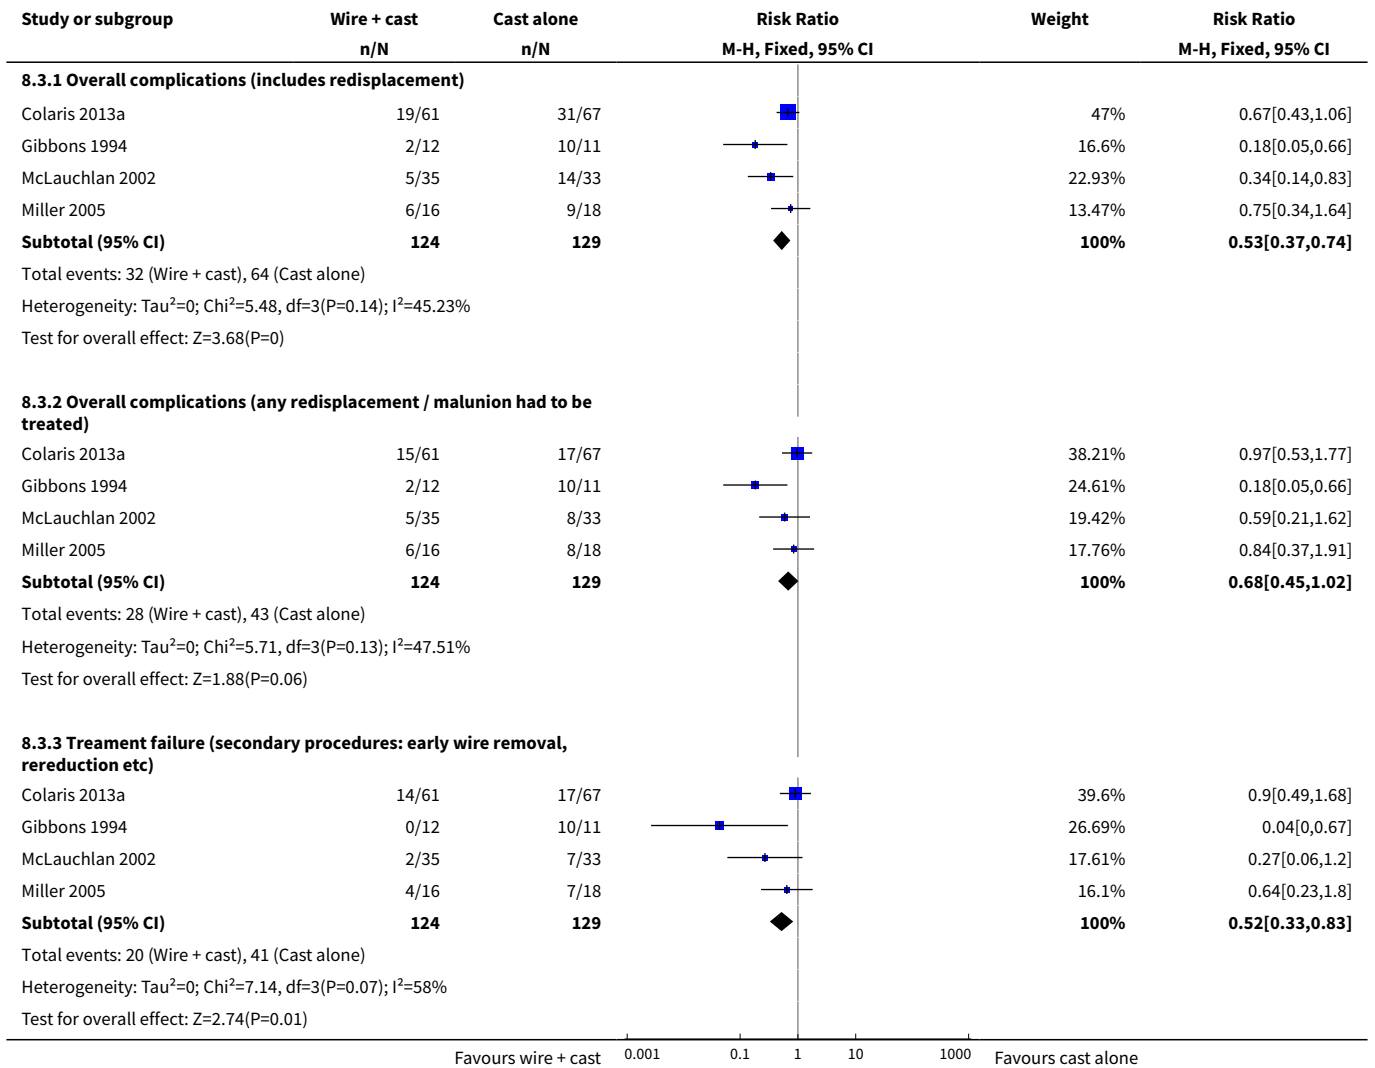 Study or subgroup Wire + cast Cast alone Risk Ratio Weight Risk Ratio
n/N n/N M-H, Fixed, 95% CI M-H, Fixed, 95% CI
8.3.1 Overall complications (includes redisplacement)
Colaris 2013a 19/61 31/67 47% 0.67[0.43,1.06]
Gibbons 1994 2/12 10/11 16.6% 0.18[0.05,0.66]
McLauchlan 2002 5/35 14/33 22.93% 0.34[0.14,0.83]
Miller 2005 6/16 9/18 13.47% 0.75[0.34,1.64]
Subtotal (95% CI) 124 129 100% 0.53[0.37,0.74]
Total events: 32 (Wire + cast), 64 (Cast alone)
Heterogeneity: Tau²=0; Chi²=5.48, df=3(P=0.14); I²=45.23%
Test for overall effect: Z=3.68(P=0)
8.3.2 Overall complications (any redisplacement / malunion had to be
treated)
Colaris 2013a 15/61 17/67 38.21% 0.97[0.53,1.77]
Gibbons 1994 2/12 10/11 24.61% 0.18[0.05,0.66]
McLauchlan 2002 5/35 8/33 19.42% 0.59[0.21,1.62]
Miller 2005 6/16 8/18 17.76% 0.84[0.37,1.91]
Subtotal (95% CI) 124 129 100% 0.68[0.45,1.02]
Total events: 28 (Wire + cast), 43 (Cast alone)
Heterogeneity: Tau²=0; Chi²=5.71, df=3(P=0.13); I²=47.51%
Test for overall effect: Z=1.88(P=0.06)
8.3.3 Treament failure (secondary procedures: early wire removal,
rereduction etc)
Colaris 2013a 14/61 17/67 39.6% 0.9[0.49,1.68]
Gibbons 1994 0/12 10/11 26.69% 0.04[0,0.67]
McLauchlan 2002 2/35 7/33 17.61% 0.27[0.06,1.2]
Miller 2005 4/16 7/18 16.1% 0.64[0.23,1.8]
Subtotal (95% CI) 124 129 100% 0.52[0.33,0.83]
Total events: 20 (Wire + cast), 41 (Cast alone)
Heterogeneity: Tau²=0; Chi²=7.14, df=3(P=0.07); I²=58%
Test for overall effect: Z=2.74(P=0.01)
Favours wire + cast 0.001 0.1 1 10 1000 Favours cast alone